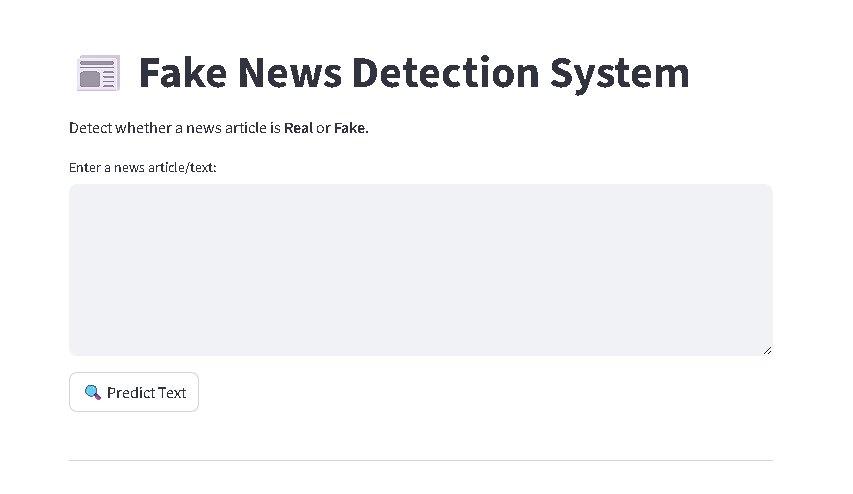 Fake News Detection System
Detect whether a news article is Real or Fake.
Enter a news article/text:
Predict Text